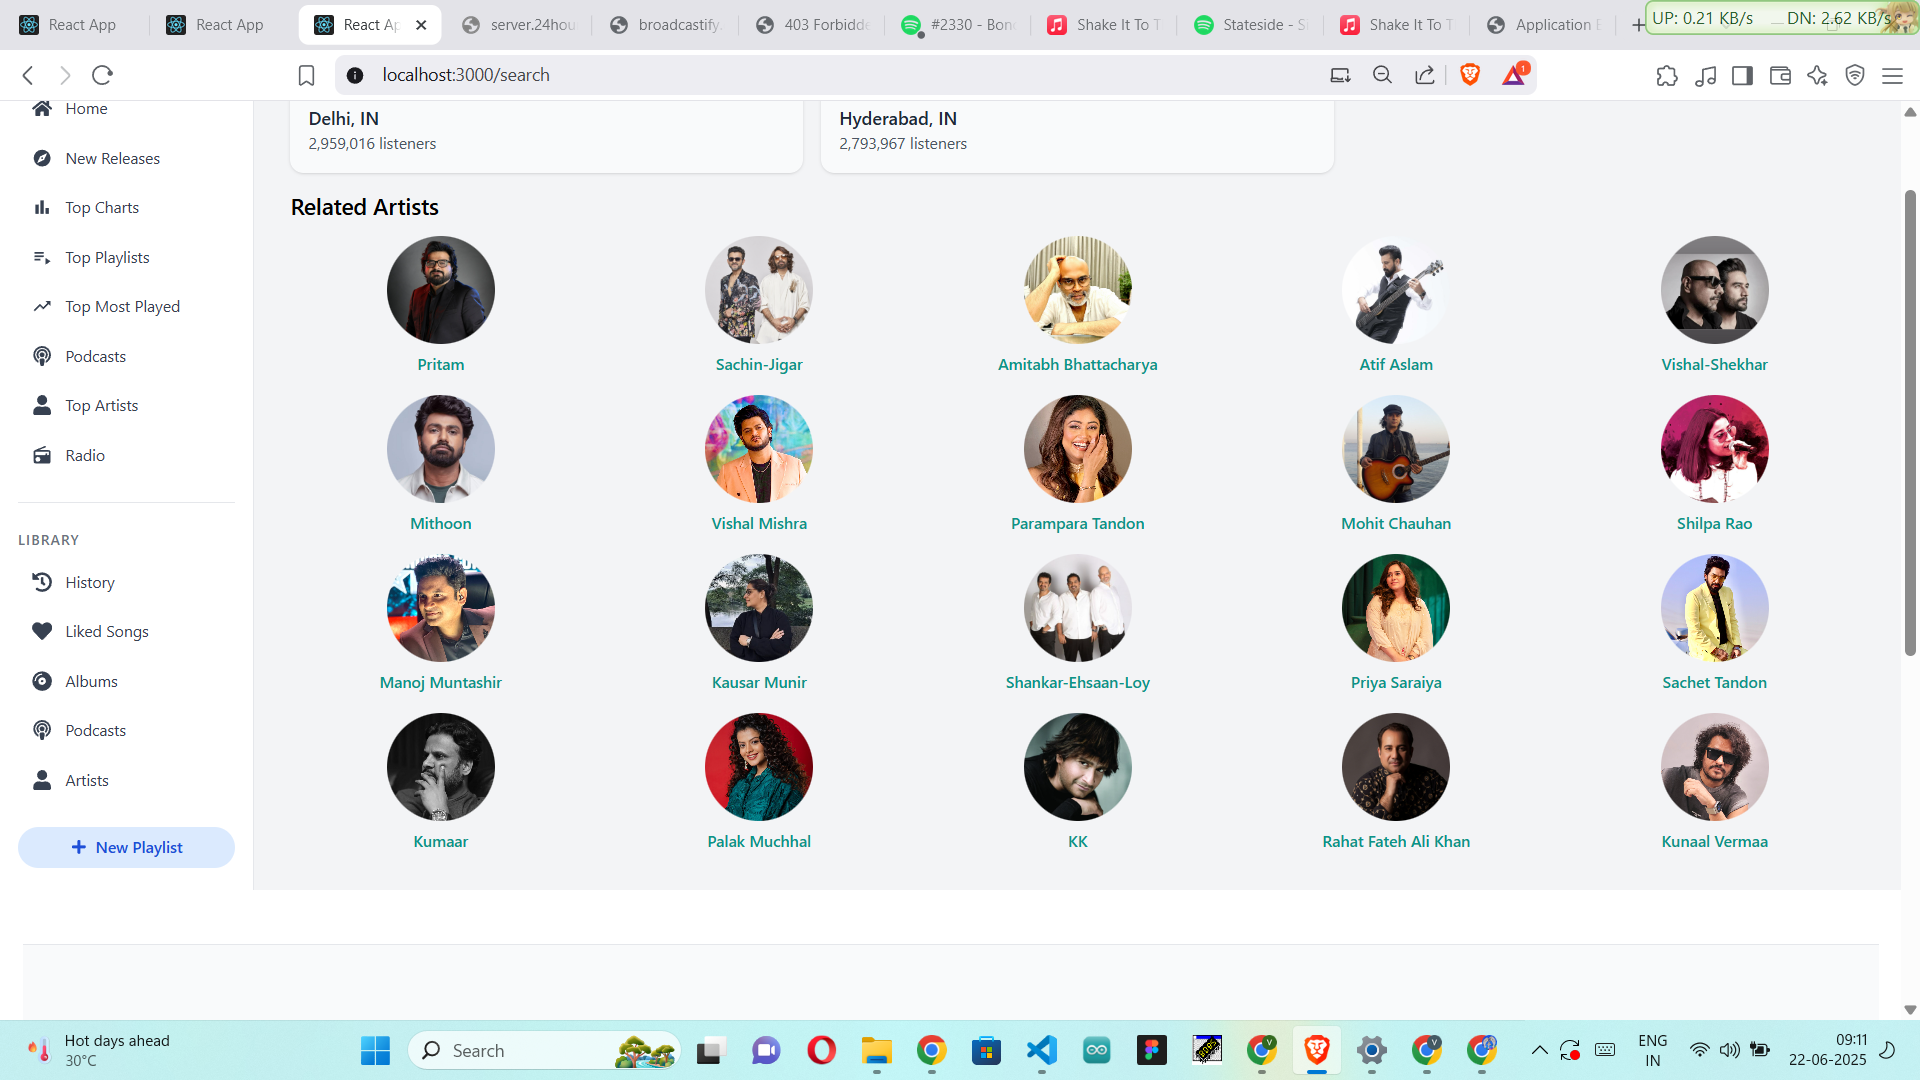 React App
React App
React Ap
server.24hou
broadcastify.
403 Forbidde
#2330 - Bon
Shake It To T
Stateside - S
Shake It To T
Application E
UP: 0.21 KB/s
DN: 2.62 KB/s
localhost:3000/search
1
Home
New Releases
Top Charts
Top Playlists
Top Most Played
Podcasts
Top Artists
Radio
LIBRARY
History
Liked Songs
Albums
Podcasts
Artists
New Playlist
Delhi, IN
2,959,016 listeners
Hyderabad, IN
2,793,967 listeners
Related Artists
Pritam
Sachin-Jigar
Amitabh Bhattacharya
Atif Aslam
Vishal-Shekhar
Mithoon
Vishal Mishra
Parampara Tandon
Mohit Chauhan
Shilpa Rao
Manoj Muntashir
Kausar Munir
Shankar-Ehsaan-Loy
Priya Saraiya
Sachet Tandon
Kumaar
Palak Muchhal
KK
Rahat Fateh Ali Khan
Kunaal Vermaa
Hot days ahead
30°C
Search
ENG
IN
09:11
22-06-2025